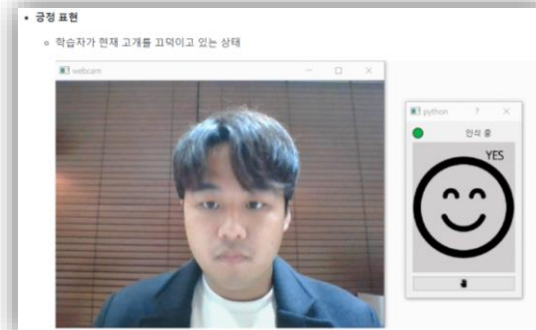 긍정 표현
학습자가 현재 고개를 끄덕이고 있는 상태
webcam
python
인식 중
YES